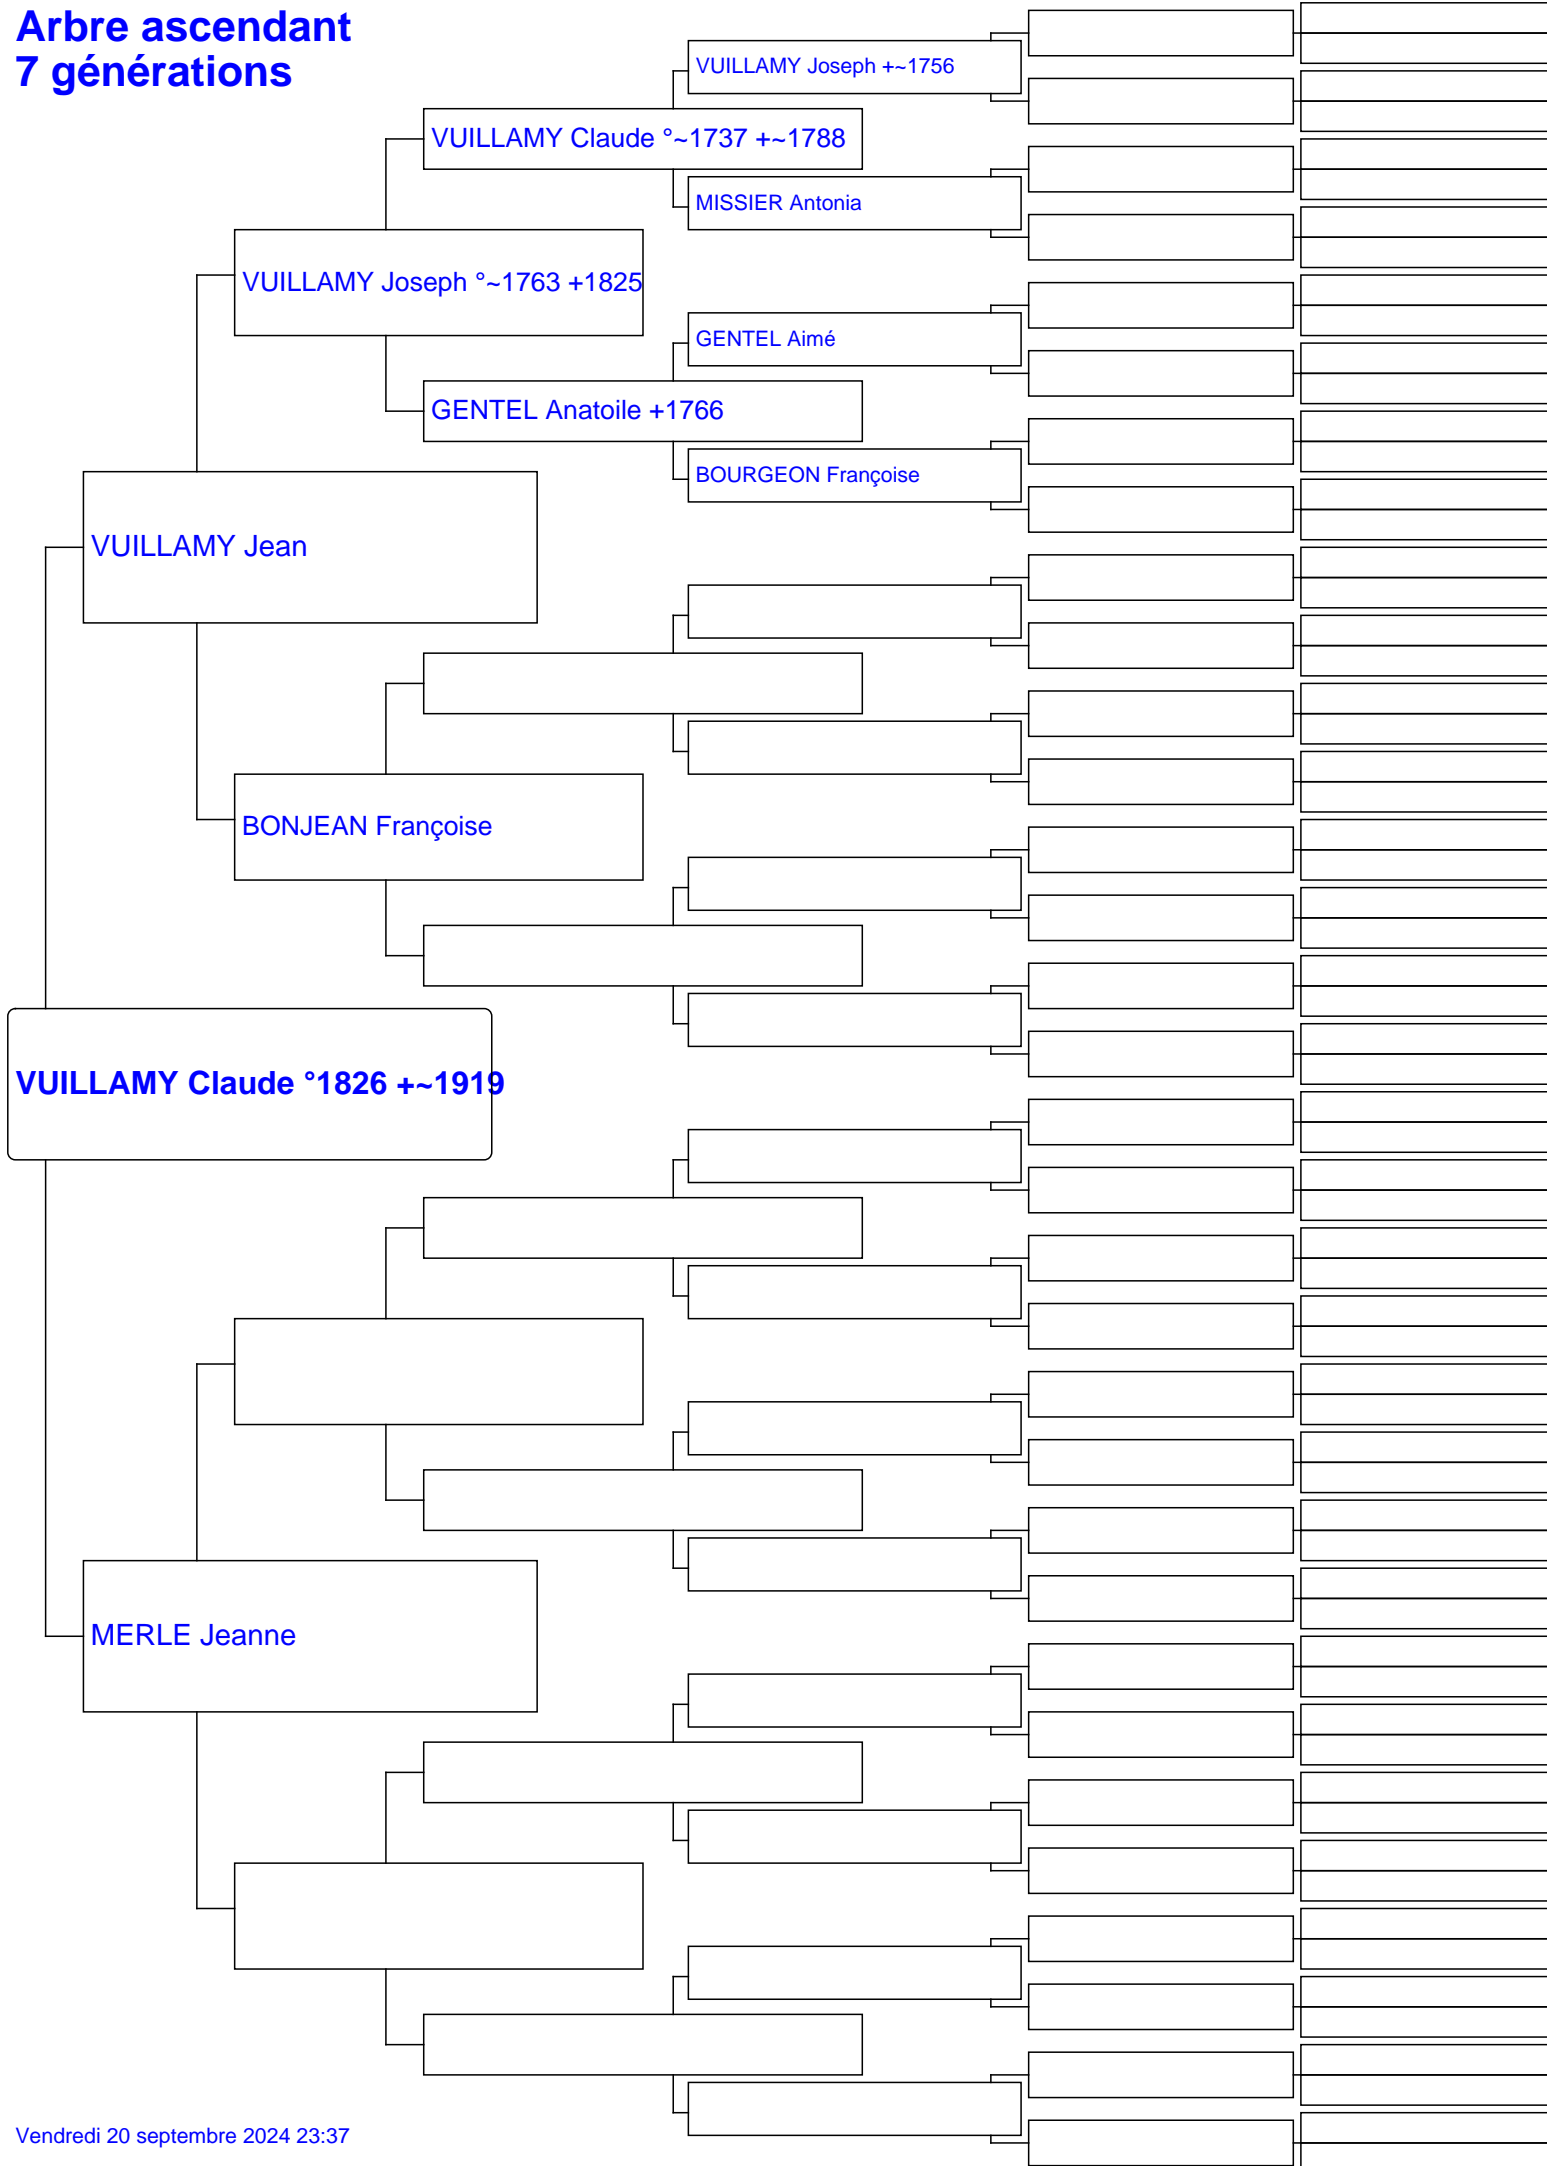 Arbre ascendant
7 générations
VUILLAMY Joseph +~1756
VUILLAMY Claude °~1737 +~1788
MISSIER Antonia
VUILLAMY Joseph °~1763 +1825
GENTEL Aimé
GENTEL Anatoile +1766
BOURGEON Françoise
VUILLAMY Jean
BONJEAN Françoise
VUILLAMY Claude °1826 +~1919
MERLE Jeanne
Vendredi 20 septembre 2024 23:37